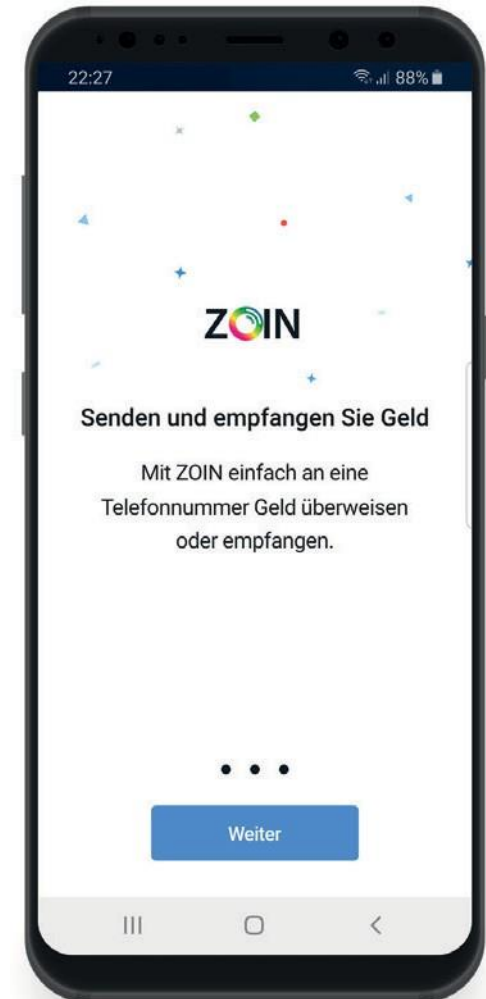 22:27
88%
ZOIN
Senden und empfangen Sie Geld
Mit ZOIN einfach an eine
Telefonnummer Geld überweisen
oder empfangen.
Weiter